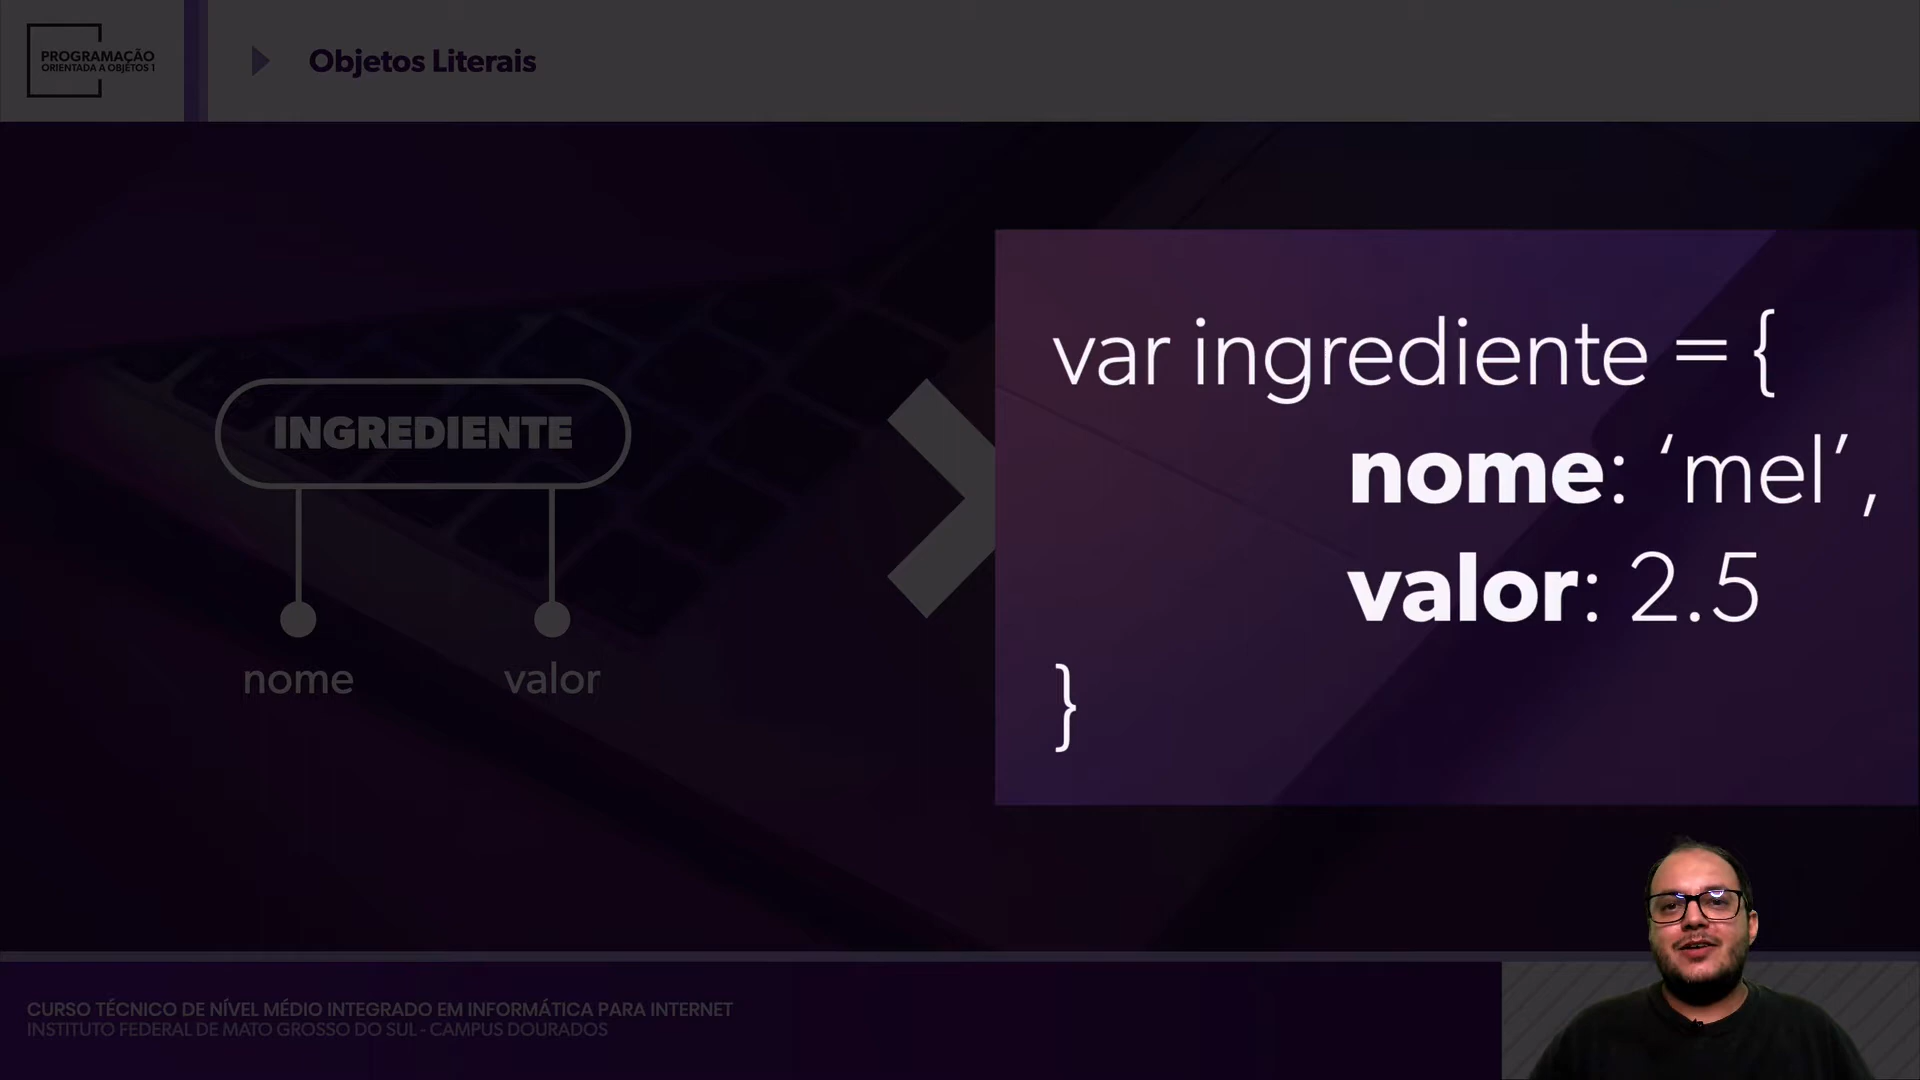 PROGRAMAÇÃO
ORIENTADA A OBJETOS 1
Objetos Literais
INGREDIENTE
nome
valor
var ingrediente = {
nome: ‘mel’,
valor: 2.5
}
CURSO TÉCNICO DE NÍVEL MÉDIO INTEGRADO EM INFORMÁTICA PARA INTERNET
INSTITUTO FEDERAL DE MATO GROSSO DO SUL - CAMPUS DOURADOS